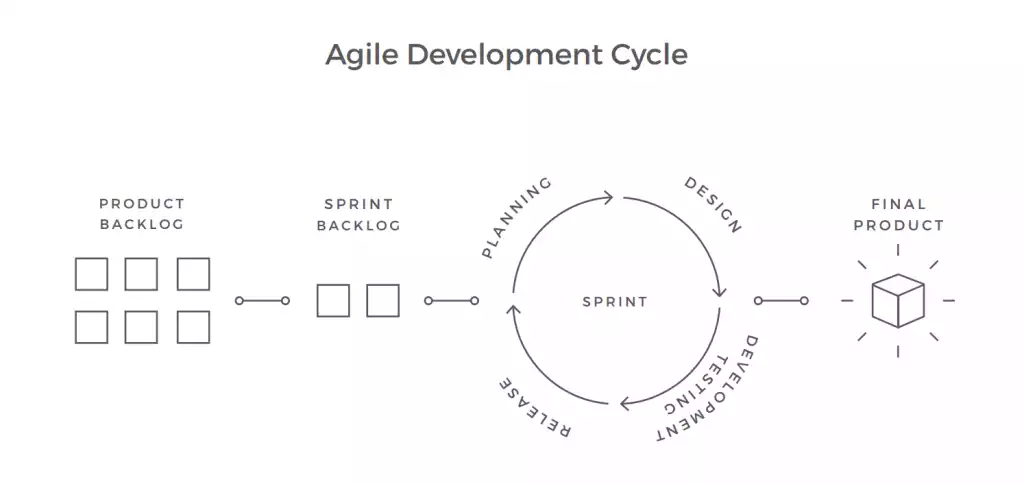 Agile Development Cycle
PRODUCT
BACKLOG
SPRINT
BACKLOG
PLANNING
DESIGN
SPRINT
DEVELOPMENT
TESTING
RELEASE
FINAL
PRODUCT